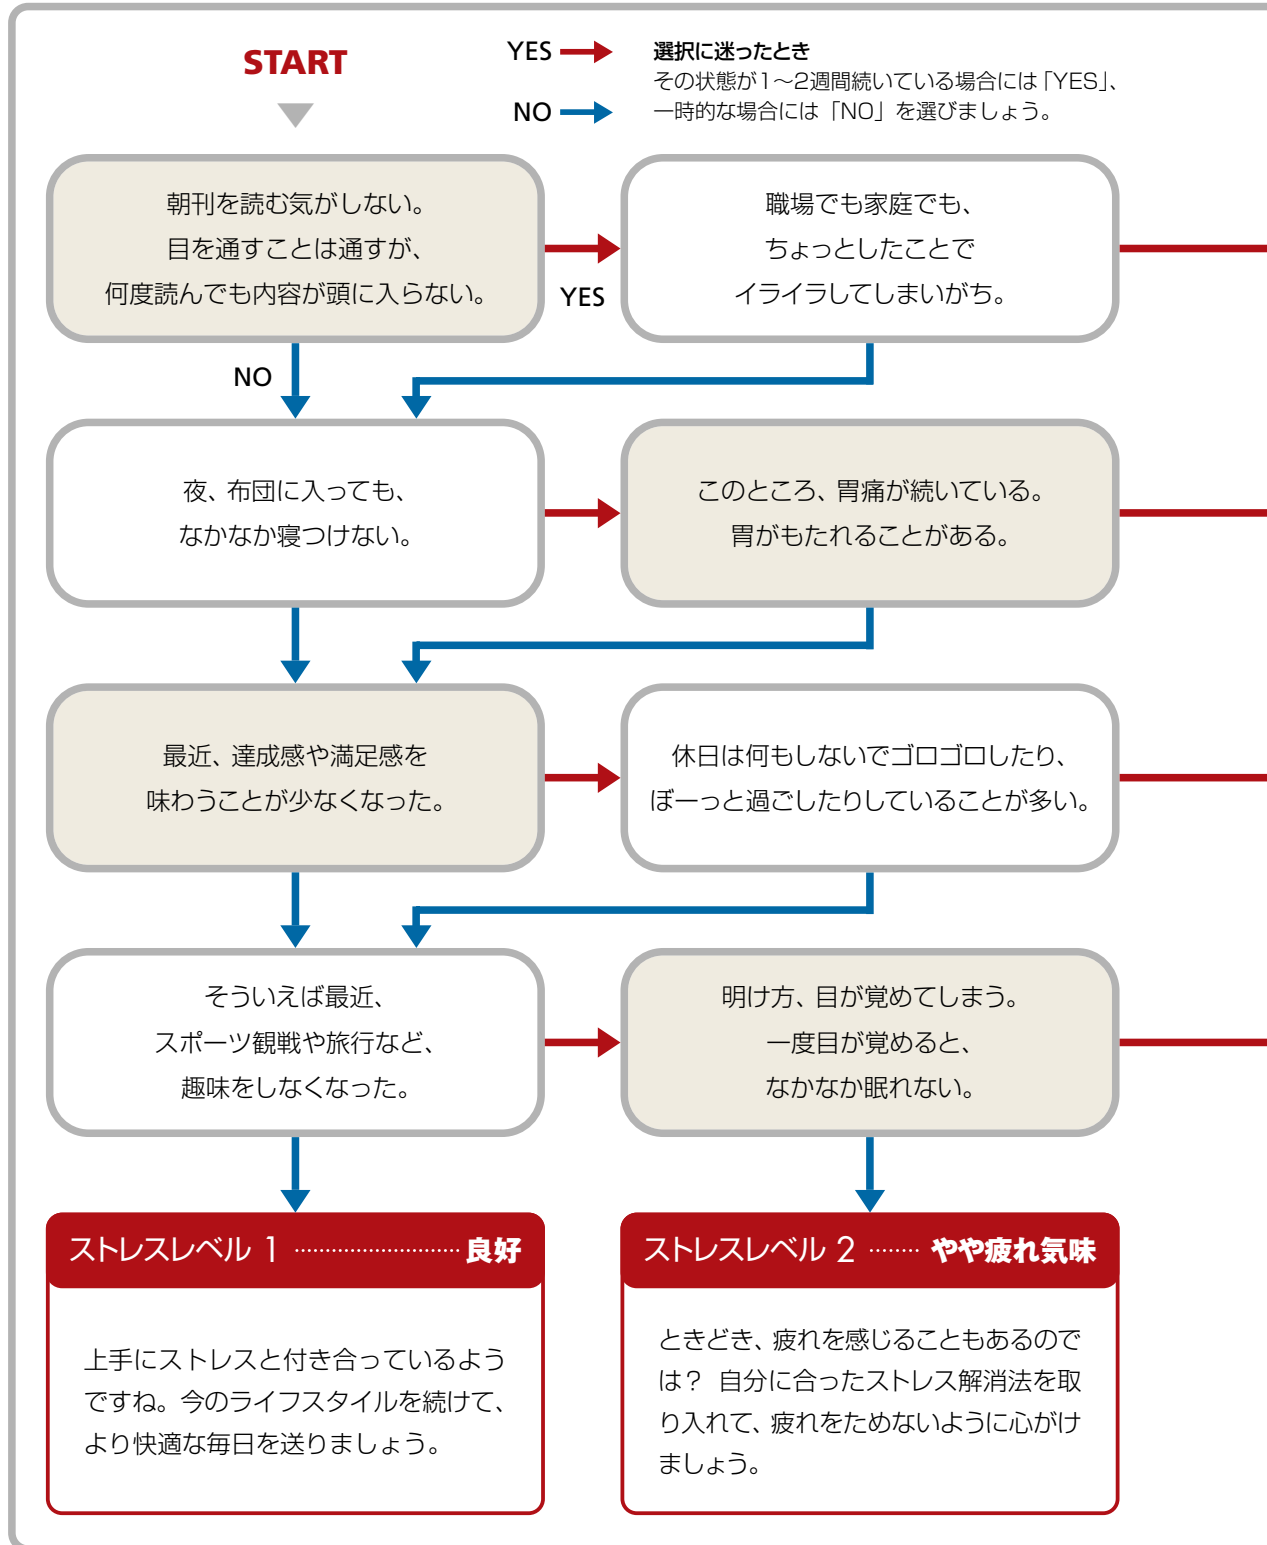 START
YES
NO
選択に迷ったとき
その状態が1〜2週間続いている場合には「YES」、
一時的な場合には「NO」を選びましょう。
朝刊を読む気がしない。
目を通すことは通すが、
何度読んでも内容が頭に入らない。
YES
NO
職場でも家庭でも、
ちょっとしたことで
イライラしてしまいがち。
夜、布団に入っても、
なかなか寝つけない。
このところ、胃痛が続いている。
胃がもたれることがある。
最近、達成感や満足感を
味わうことが少なくなった。
休日は何もしないでゴロゴロしたり、
ぼーっと過ごしたりしていることが多い。
そういえば最近、
スポーツ観戦や旅行など、
趣味をしなくなった。
明け方、目が覚めてしまう。
一度目が覚めると、
なかなか眠れない。
ストレスレベル 1 ………………… 良好
上手にストレスと付き合っているよう
ですね。今のライフスタイルを続けて、
より快適な毎日を送りましょう。
ストレスレベル 2 …… やや疲れ気味
ときどき、疲れを感じることもあるので
は? 自分に合ったストレス解消法を取
り入れて、疲れをためないように心がけ
ましょう。